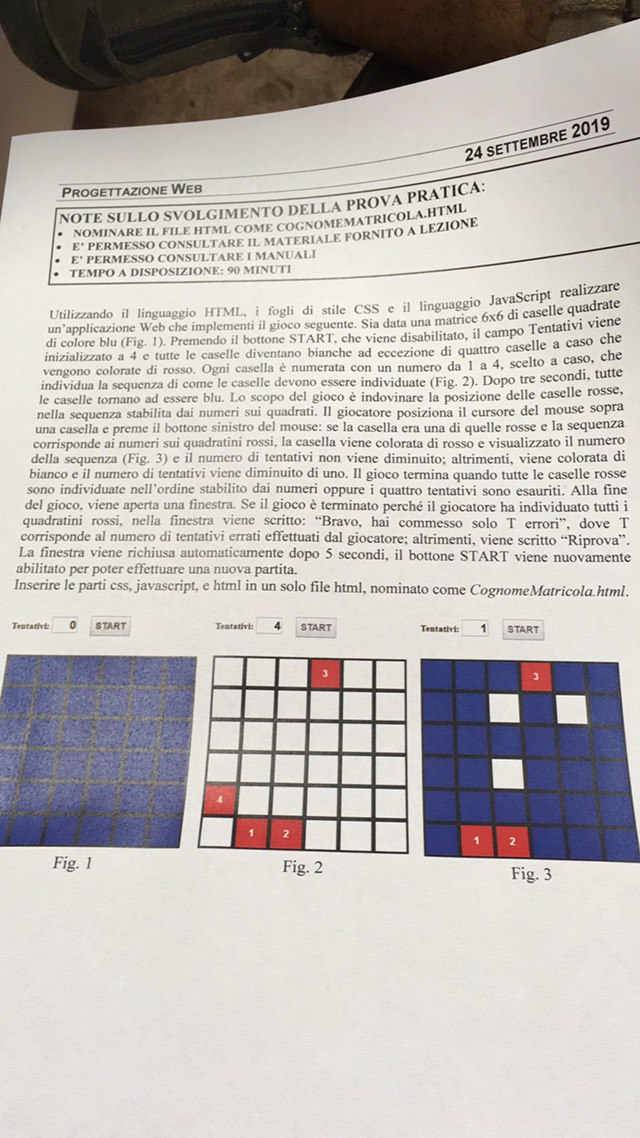 24 SETTEMBRE 2019
PROGETTAZIONE WEB
NOTE SULLO SVOLGIMENTO DELLA PROVA PRATICA:
• NOMINARE IL FILE HTML COME COGNOMEMATRICOLA.HTML
• E' PERMESSO CONSULTARE IL MATERIALE FORNITO A LEZIONE
• E' PERMESSO CONSULTARE I MANUALI
• TEMPO A DISPOSIZIONE: 90 MINUTI
Utilizzando il linguaggio HTML, i fogli di stile CSS e il linguaggio JavaScript realizzare
un'applicazione Web che implementi il gioco seguente. Sia data una matrice 6x6 di caselle quadrate
di colore blu (Fig. 1). Premendo il bottone START, che viene disabilitato, il campo Tentativi viene
inizializzato a 4 e tutte le caselle diventano bianche ad eccezione di quattro caselle a caso che
vengono colorate di rosso. Ogni casella è numerata con un numero da 1 a 4, scelto a caso, che
individua la sequenza di come le caselle devono essere individuate (Fig. 2). Dopo tre secondi, tutte
le caselle tornano ad essere blu. Lo scopo del gioco è indovinare la posizione delle caselle rosse,
nella sequenza stabilita dai numeri sui quadrati. Il giocatore posiziona il cursore del mouse sopra
una casella e preme il bottone sinistro del mouse: se la casella era una di quelle rosse e la sequenza
corrisponde ai numeri sui quadratini rossi, la casella viene colorata di rosso e visualizzato il numero
della sequenza (Fig. 3) e il numero di tentativi non viene diminuito; altrimenti, viene colorata di
bianco e il numero di tentativi viene diminuito di uno. Il gioco termina quando tutte le caselle rosse
sono individuate nell'ordine stabilito dai numeri oppure i quattro tentativi sono esauriti. Alla fine
del gioco, viene aperta una finestra. Se il gioco è terminato perché il giocatore ha individuato tutti i
quadratini rossi, nella finestra viene scritto: “Bravo, hai commesso solo T errori”, dove T
corrisponde al numero di tentativi errati effettuati dal giocatore; altrimenti, viene scritto “Riprova”.
La finestra viene richiusa automaticamente dopo 5 secondi, il bottone START viene nuovamente
abilitato per poter effettuare una nuova partita.
Inserire le parti css, javascript, e html in un solo file html, nominato come CognomeMatricola.html.
Tentativi: 0 START
Tentativi: 4 START
Tentativi: 1 START
3
4
1 2
3
1 2
Fig. 1
Fig. 2
Fig. 3